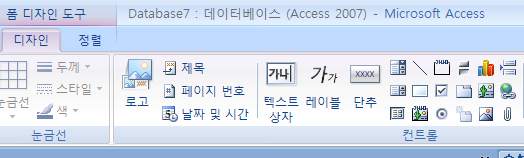 폼 디자인 도구
Database7 : 데이터베이스 (Access 2007) - Microsoft Access
디자인 정렬
눈금선
두께
스타일
색
눈금선
로고
제목
페이지 번호
날짜 및 시간
가나
텍스트 상자
가가
레이블
xxxx
단추
컨트롤